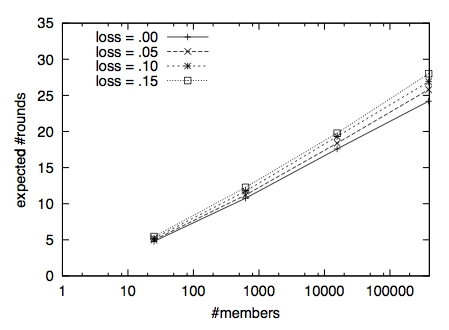 35
30
25
20
15
10
5
0
expected #rounds
loss = .00
loss = .05
loss = .10
loss = .15
1 10 100 1000 10000 100000
#members